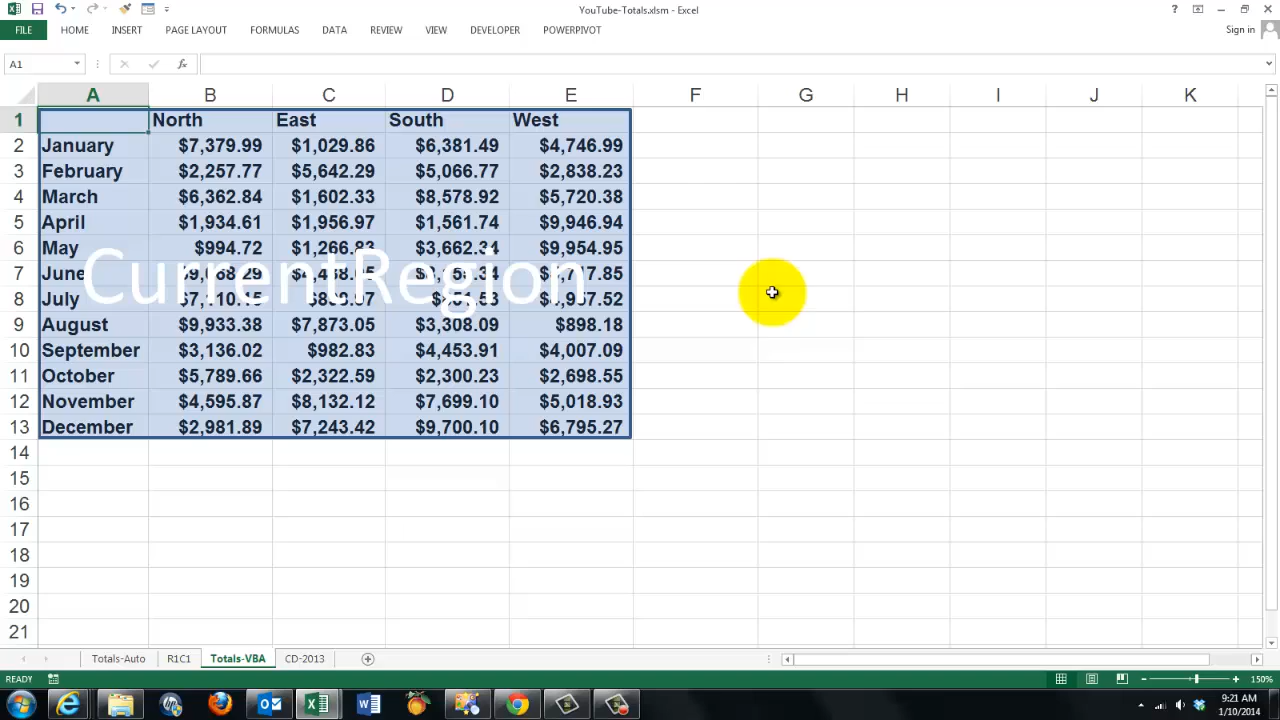 YouTube-Totals.xlsm - Excel
FILE HOME INSERT PAGE LAYOUT FORMULAS DATA REVIEW VIEW DEVELOPER POWERPIVOT Sign in
A1 fx
A B C D E F G H I J K
1 North East South West
2 January $7,379.99 $1,029.86 $6,381.49 $4,746.99
3 February $2,257.77 $5,642.29 $5,066.77 $2,838.23
4 March $6,362.84 $1,602.33 $8,578.92 $5,720.38
5 April $1,934.61 $1,956.97 $1,561.74 $9,946.94
6 May $994.72 $1,266.83 $3,662.34 $9,954.95
CurrentRegion
7 June
8 July
9 August $9,933.38 $7,873.05 $3,308.09 $898.18
10 September $3,136.02 $982.83 $4,453.91 $4,007.09
11 October $5,789.66 $2,322.59 $2,300.23 $2,698.55
12 November $4,595.87 $8,132.12 $7,699.10 $5,018.93
13 December $2,981.89 $7,243.42 $9,700.10 $6,795.27
14
15
16
17
18
19
20
21
Totals-Auto R1C1 Totals-VBA CD-2013
READY 150%
9:21 AM
1/10/2014